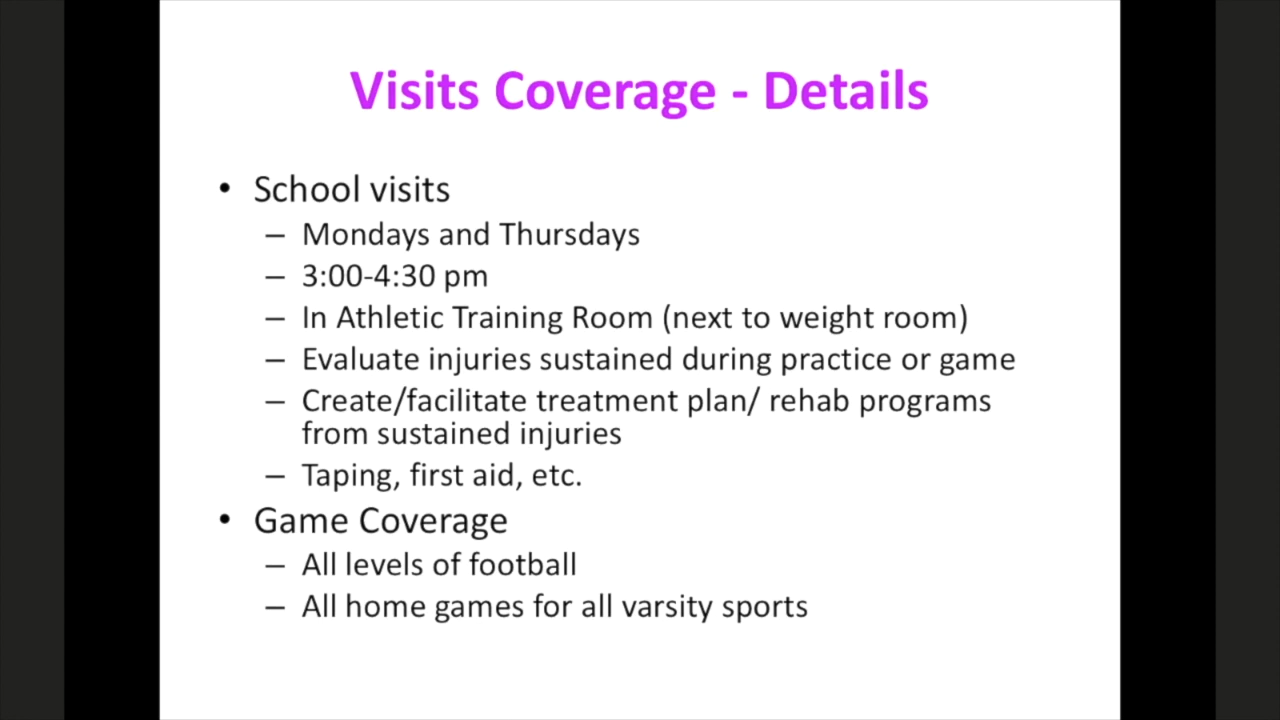 Visits Coverage - Details
• School visits
– Mondays and Thursdays
– 3:00-4:30 pm
– In Athletic Training Room (next to weight room)
– Evaluate injuries sustained during practice or game
– Create/facilitate treatment plan/ rehab programs
from sustained injuries
– Taping, first aid, etc.
• Game Coverage
– All levels of football
– All home games for all varsity sports